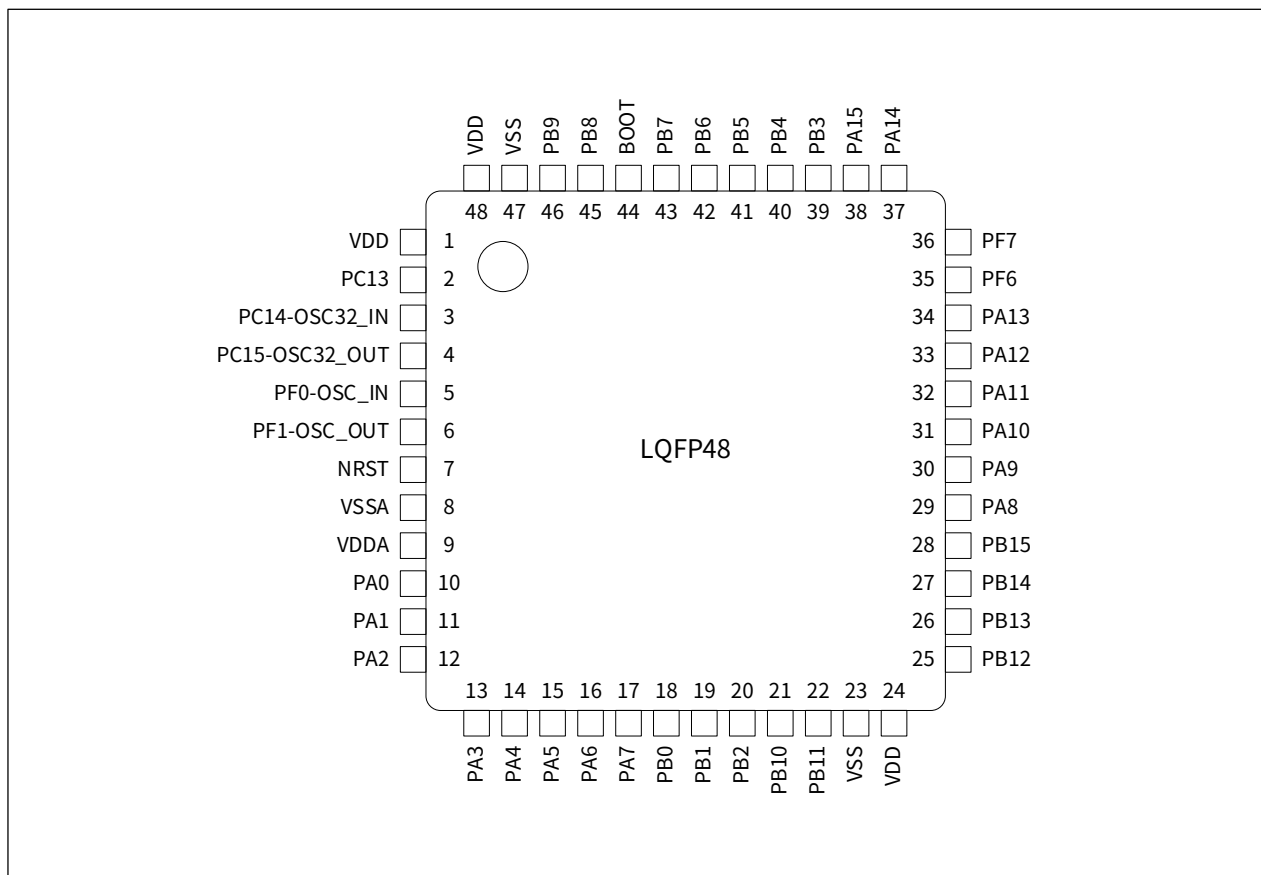 VDD
VSS
PB9
PB8
BOOT
PB7
PB6
PB5
PB4
PB3
PA15
PA14
48 47 46 45 44 43 42 41 40 39 38 37
VDD 1 36 PF7
PC13 2 35 PF6
PC14-OSC32_IN 3 34 PA13
PC15-OSC32_OUT 4 33 PA12
PF0-OSC_IN 5 32 PA11
PF1-OSC_OUT 6 31 PA10
LQFP48
NRST 7 30 PA9
VSSA 8 29 PA8
VDDA 9 28 PB15
PA0 10 27 PB14
PA1 11 26 PB13
PA2 12 25 PB12
13 14 15 16 17 18 19 20 21 22 23 24
PA3
PA4
PA5
PA6
PA7
PB0
PB1
PB2
PB10
PB11
VSS
VDD